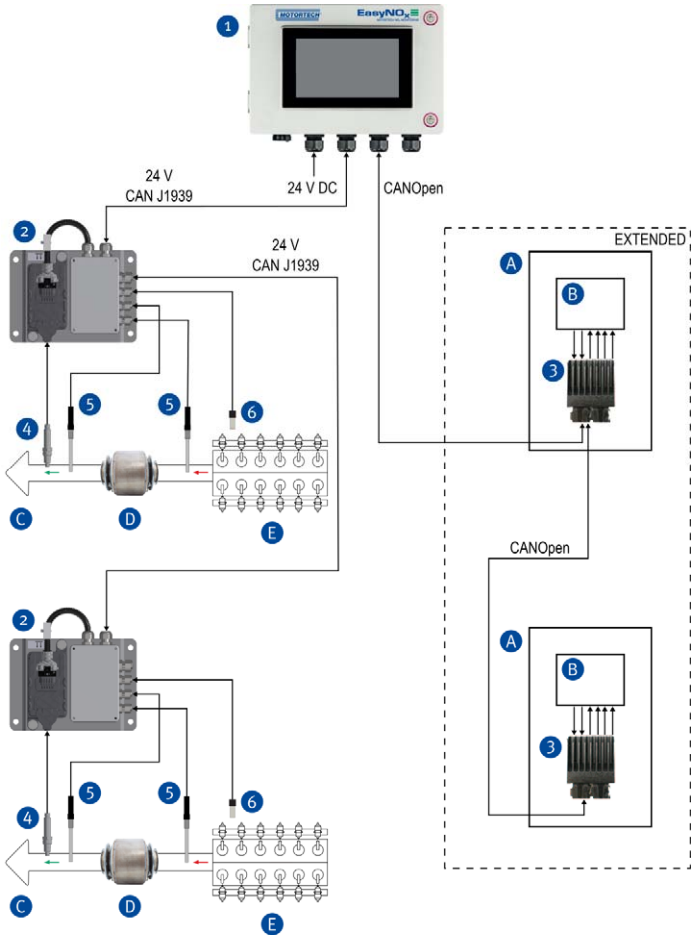 1
MOTORTECH
EasyNOx
24 V
CAN J1939
24 V DC
CANOpen
2
24 V
CAN J1939
EXTENDED
A
B
3
4
5
5
6
C
D
E
CANOpen
2
A
B
3
4
5
5
6
C
D
E